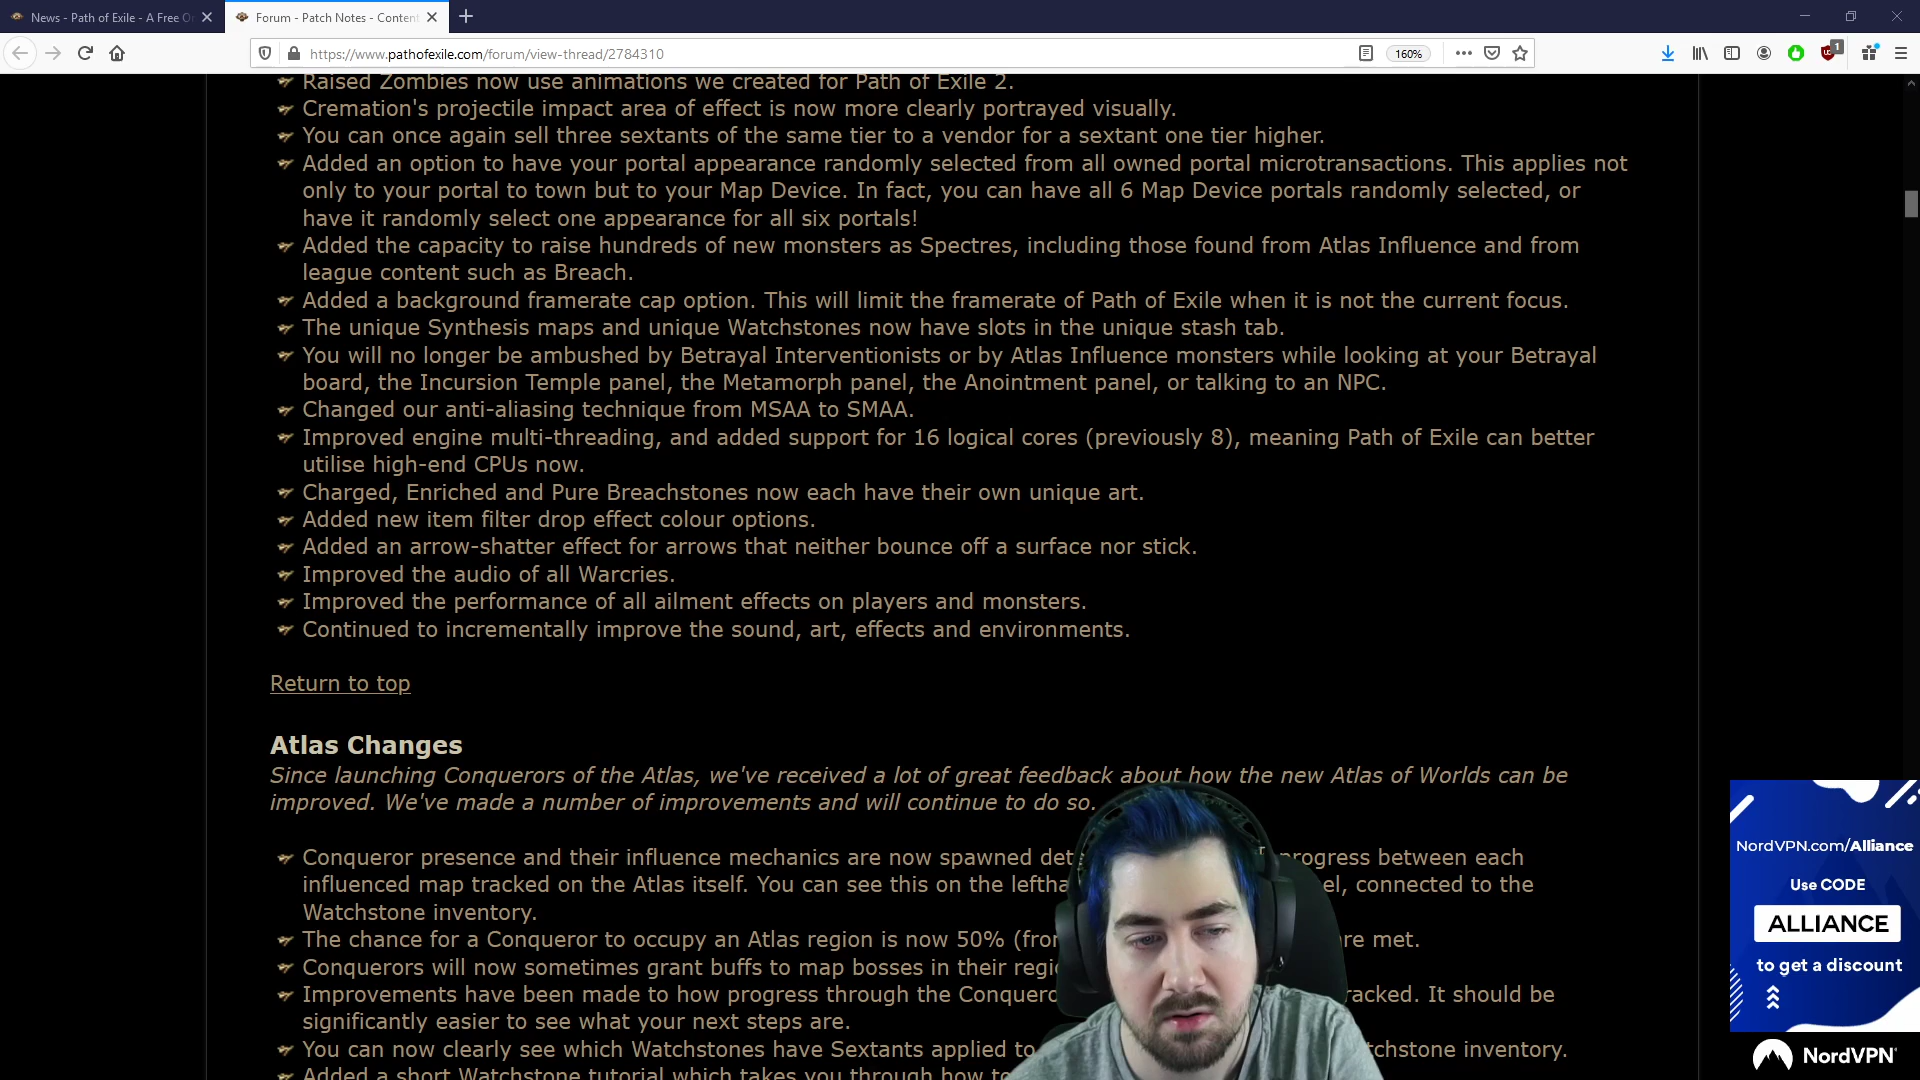 News - Path of Exile - A Free On
Forum - Patch Notes - Content
https://www.pathofexile.com/forum/view-thread/2784310
160%
1
Raised Zombies now use animations we created for Path of Exile 2.
Cremation's projectile impact area of effect is now more clearly portrayed visually.
You can once again sell three sextants of the same tier to a vendor for a sextant one tier higher.
Added an option to have your portal appearance randomly selected from all owned portal microtransactions. This applies not
only to your portal to town but to your Map Device. In fact, you can have all 6 Map Device portals randomly selected, or
have it randomly select one appearance for all six portals!
Added the capacity to raise hundreds of new monsters as Spectres, including those found from Atlas Influence and from
league content such as Breach.
Added a background framerate cap option. This will limit the framerate of Path of Exile when it is not the current focus.
The unique Synthesis maps and unique Watchstones now have slots in the unique stash tab.
You will no longer be ambushed by Betrayal Interventionists or by Atlas Influence monsters while looking at your Betrayal
board, the Incursion Temple panel, the Metamorph panel, the Anointment panel, or talking to an NPC.
Changed our anti-aliasing technique from MSAA to SMAA.
Improved engine multi-threading, and added support for 16 logical cores (previously 8), meaning Path of Exile can better
utilise high-end CPUs now.
Charged, Enriched and Pure Breachstones now each have their own unique art.
Added new item filter drop effect colour options.
Added an arrow-shatter effect for arrows that neither bounce off a surface nor stick.
Improved the audio of all Warcries.
Improved the performance of all ailment effects on players and monsters.
Continued to incrementally improve the sound, art, effects and environments.
Return to top
Atlas Changes
Since launching Conquerors of the Atlas, we've received a lot of great feedback about how the new Atlas of Worlds can be
improved. We've made a number of improvements and will continue to do so.
Conqueror presence and their influence mechanics are now spawned progress between each
influenced map tracked on the Atlas itself. You can see this on the connected to the
Watchstone inventory.
The chance for a Conqueror to occupy an Atlas region is now 50% are met.
Conquerors will now sometimes grant buffs to map bosses in their
Improvements have been made to how progress through the tracked. It should be
significantly easier to see what your next steps are.
You can now clearly see which Watchstones have Sextants applied to inventory.
Added a short Watchstone tutorial which takes you through how to
NordVPN.com/Alliance
Use CODE
ALLIANCE
to get a discount
NordVPN